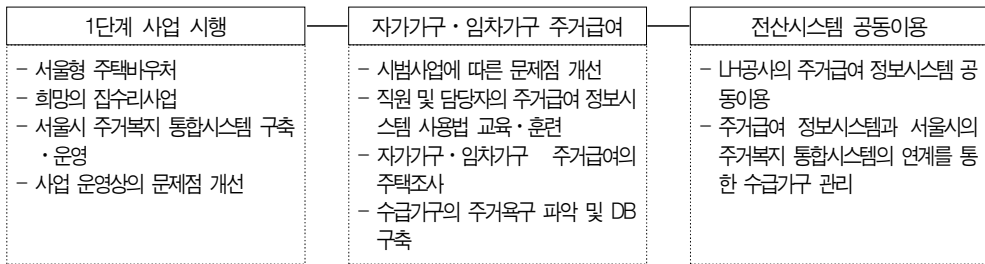 1단계 사업 시행
- 서울형 주택바우처
- 희망의 집수리사업
- 서울시 주거복지 통합시스템 구축
・운영
- 사업 운영상의 문제점 개선
자가가구・임차가구 주거급여
- 시범사업에 따른 문제점 개선
- 직원 및 담당자의 주거급여 정보시
스템 사용법 교육・훈련
- 자가가구・임차가구 주거급여의
주택조사
- 수급가구의 주거욕구 파악 및 DB
구축
전산시스템 공동이용
- LH공사의 주거급여 정보시스템 공
동이용
- 주거급여 정보시스템과 서울시의
주거복지 통합시스템의 연계를 통
한 수급가구 관리